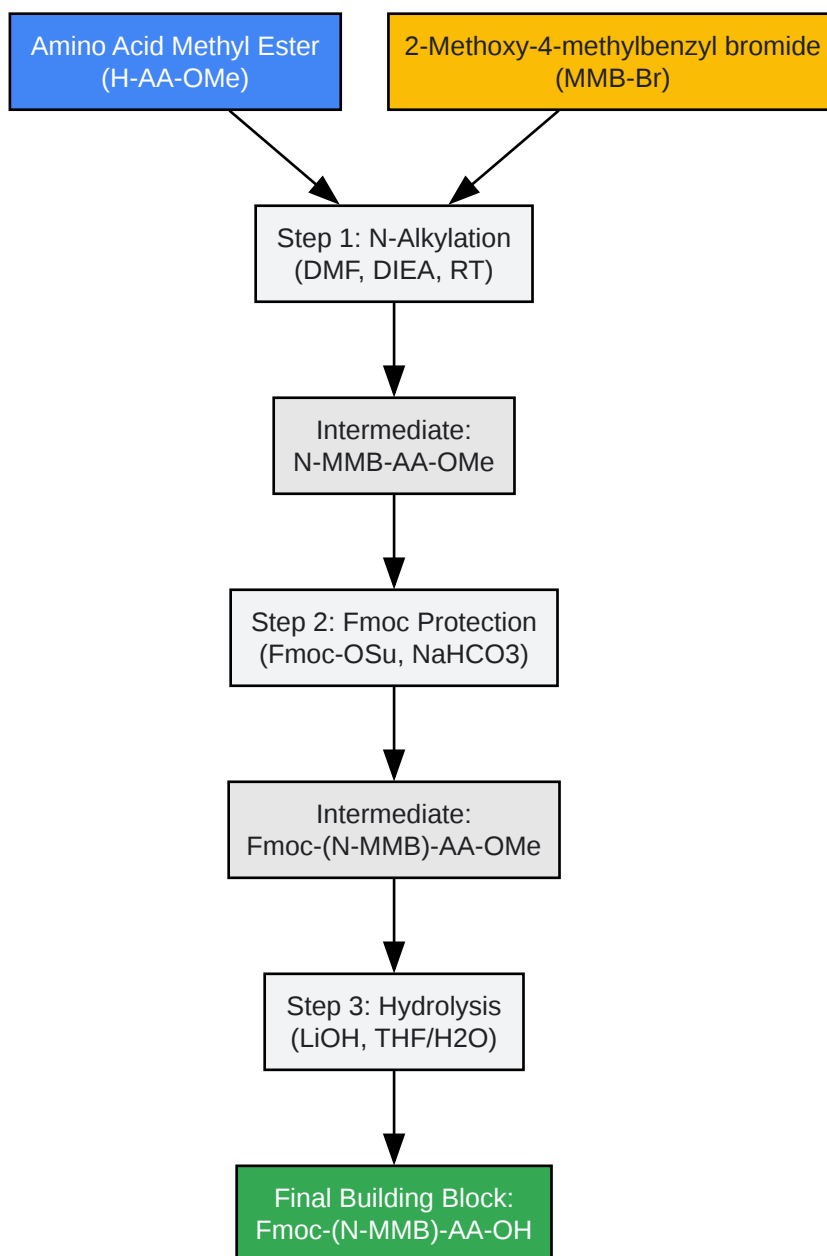 Amino Acid Methyl Ester
(H-AA-OMe)
2-Methoxy-4-methylbenzyl bromide
(MMB-Br)
Step 1: N-Alkylation
(DMF, DIEA, RT)
Intermediate:
N-MMB-AA-OMe
Step 2: Fmoc Protection
(Fmoc-OSu, NaHCO3)
Intermediate:
Fmoc-(N-MMB)-AA-OMe
Step 3: Hydrolysis
(LiOH, THF/H2O)
Final Building Block:
Fmoc-(N-MMB)-AA-OH